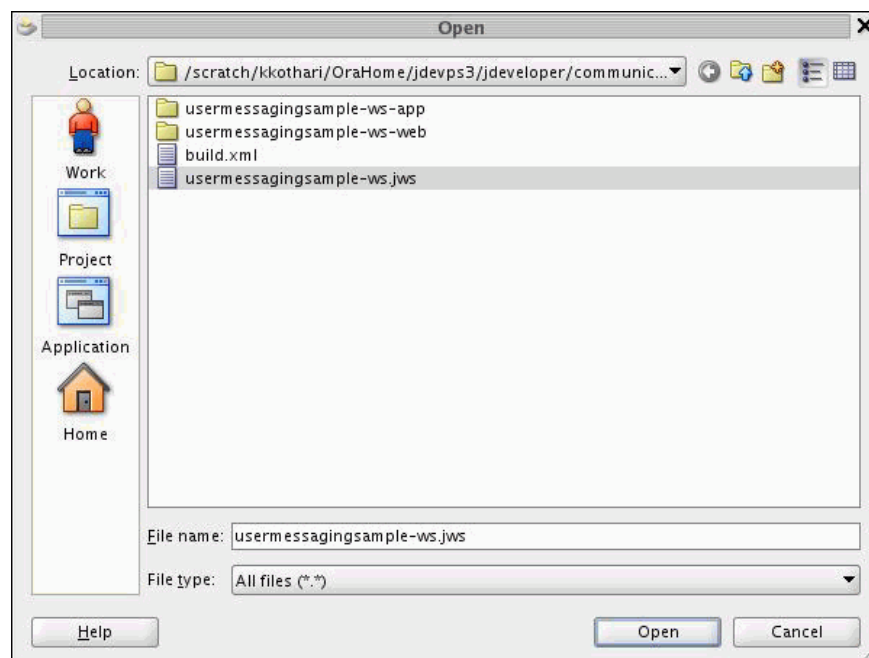 Open
Location: /scratch/kkothari/OraHome/jdevps3/jdeveloper/communic...
Work
Project
Application
Home
usermessagingsample-ws-app
usermessagingsample-ws-web
build.xml
usermessagingsample-ws.jws
File name: usermessagingsample-ws.jws
File type: All files (*.*)
Help Open Cancel